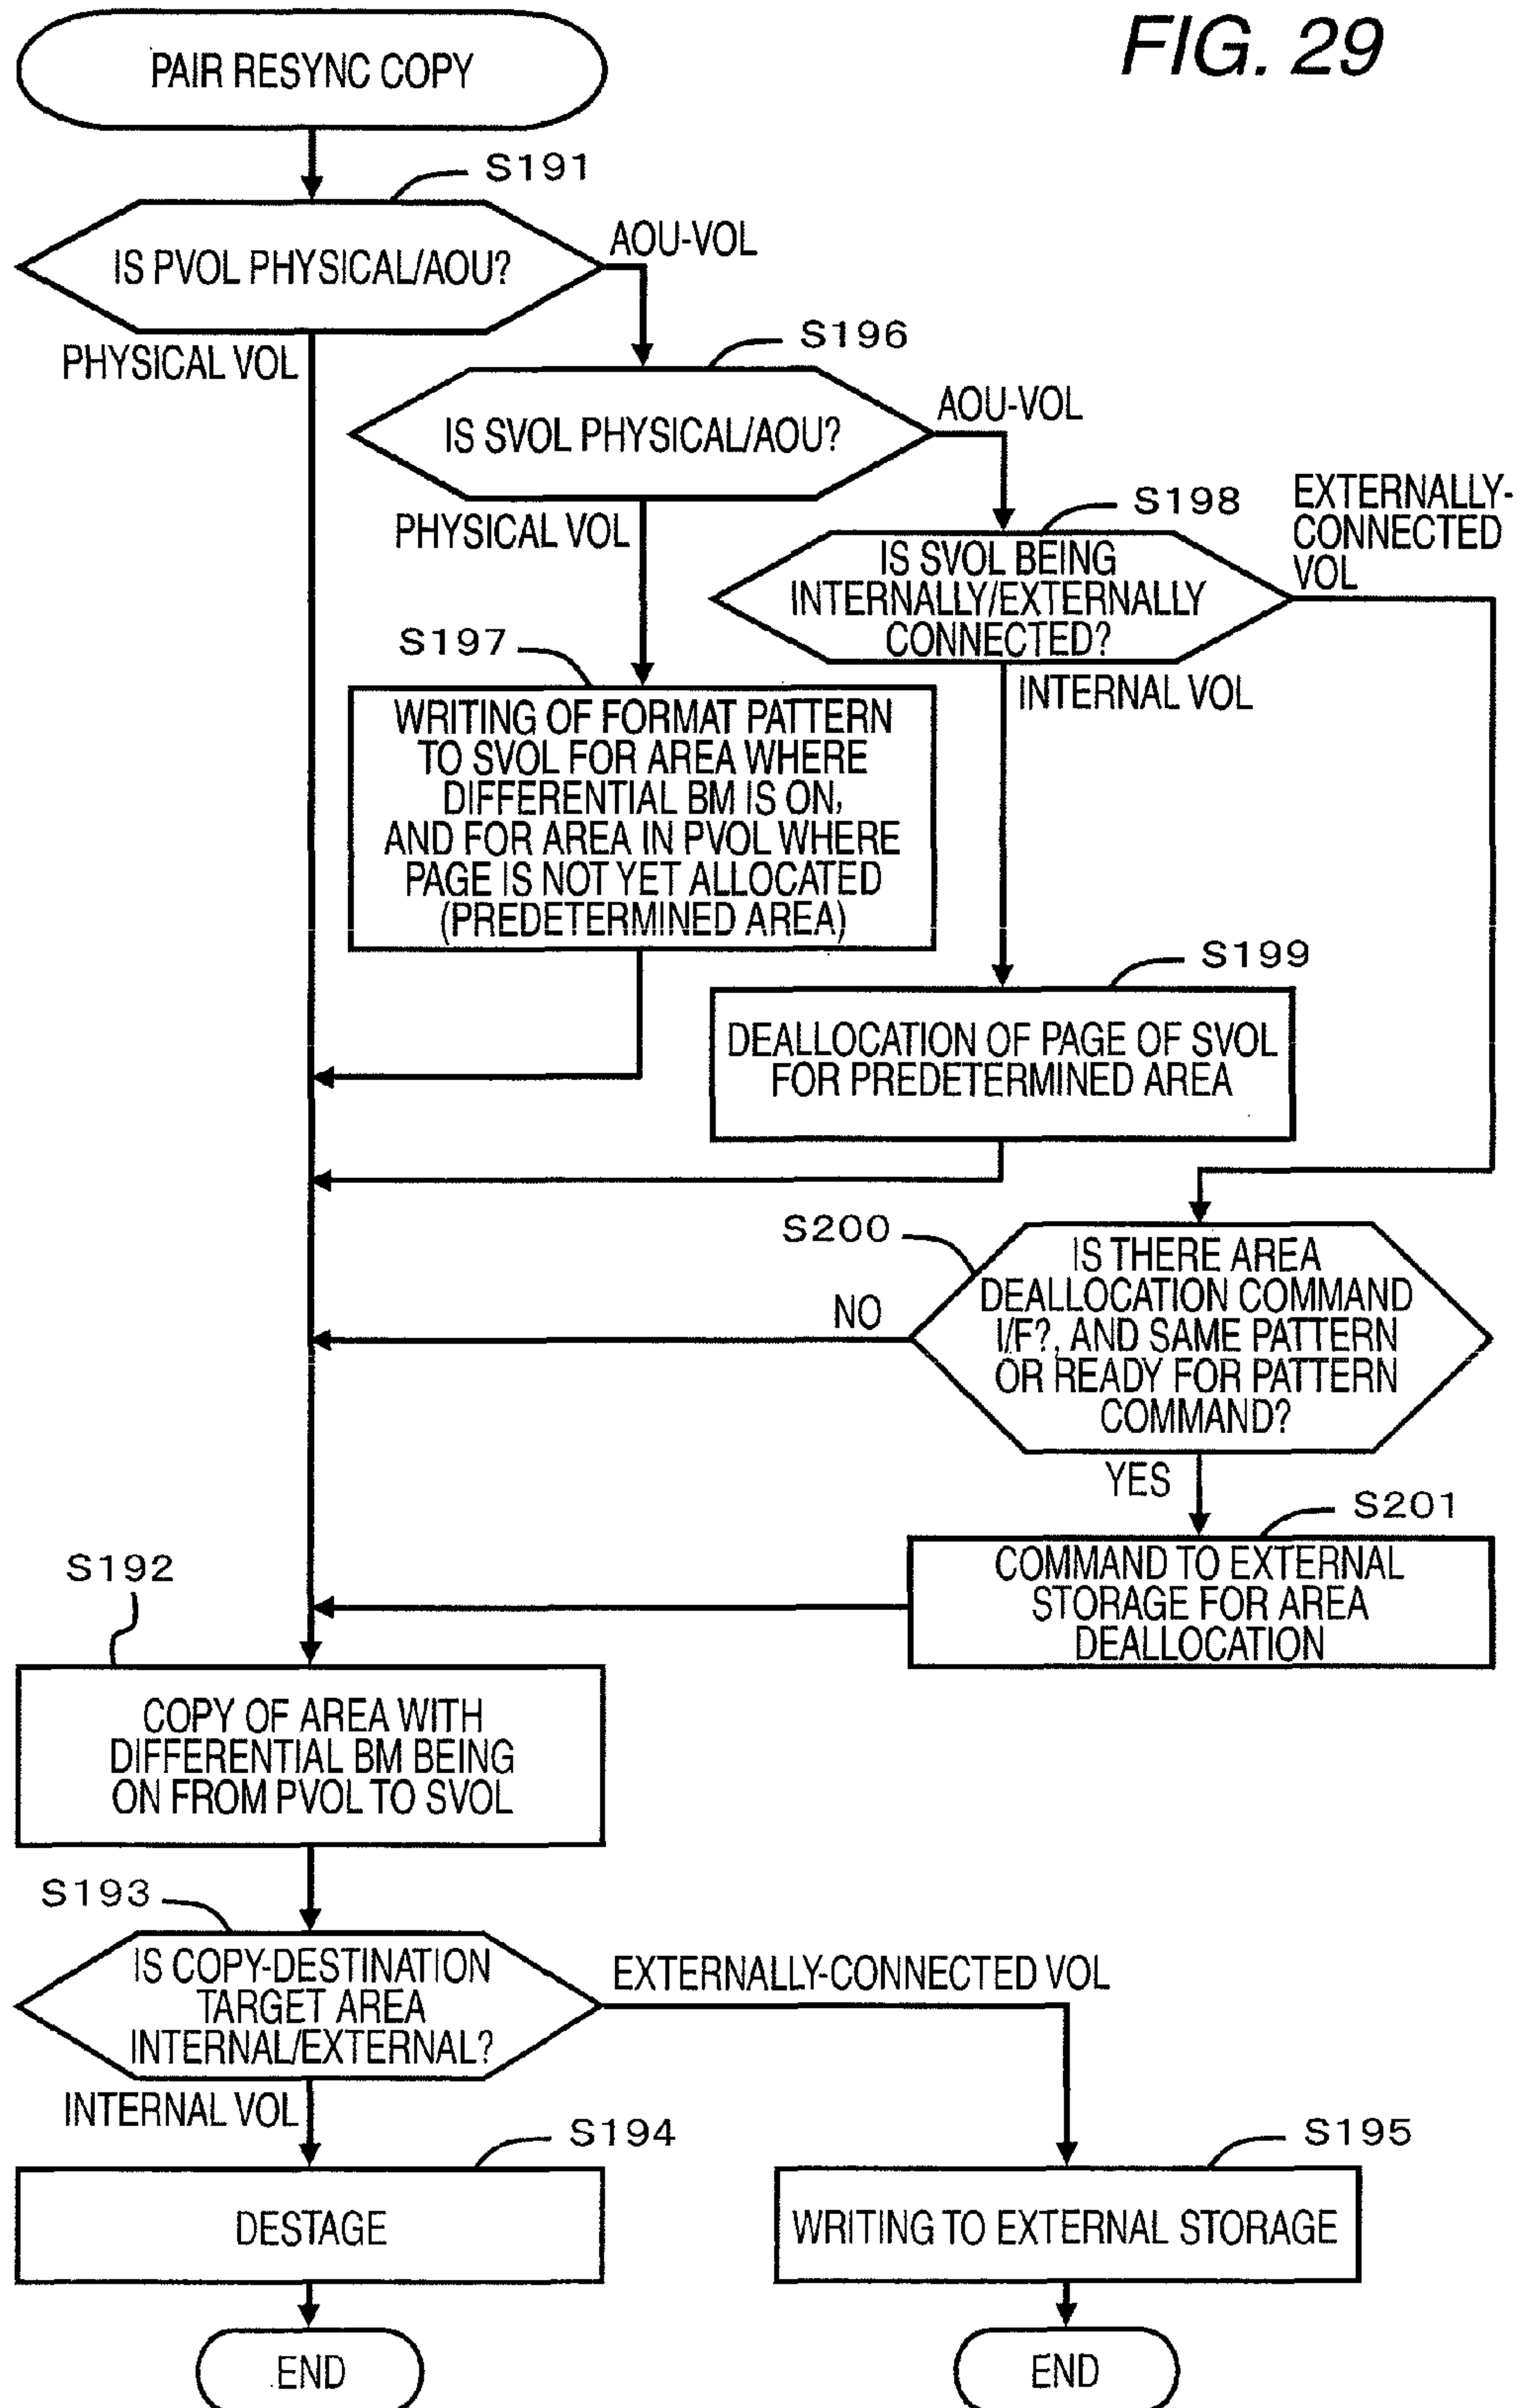 FIG. 29
PAIR RESYNC COPY
S191
IS PVOL PHYSICAL/AOU?
AOU-VOL
PHYSICAL VOL
S196
IS SVOL PHYSICAL/AOU?
AOU-VOL
PHYSICAL VOL
S198
IS SVOL BEING
INTERNALLY/EXTERNALLY
CONNECTED?
EXTERNALLY-
CONNECTED
VOL
INTERNAL VOL
S197
WRITING OF FORMAT PATTERN
TO SVOL FOR AREA WHERE
DIFFERENTIAL BM IS ON,
AND FOR AREA IN PVOL WHERE
PAGE IS NOT YET ALLOCATED
(PREDETERMINED AREA)
S199
DEALLOCATION OF PAGE OF SVOL
FOR PREDETERMINED AREA
S200
IS THERE AREA
DEALLOCATION COMMAND
I/F?, AND SAME PATTERN
OR READY FOR PATTERN
COMMAND?
NO
YES
S201
COMMAND TO EXTERNAL
STORAGE FOR AREA
DEALLOCATION
S192
COPY OF AREA WITH
DIFFERENTIAL BM BEING
ON FROM PVOL TO SVOL
S193
IS COPY-DESTINATION
TARGET AREA
INTERNAL/EXTERNAL?
EXTERNALLY-CONNECTED VOL
INTERNAL VOL
S194
DESTAGE
S195
WRITING TO EXTERNAL STORAGE
END
END